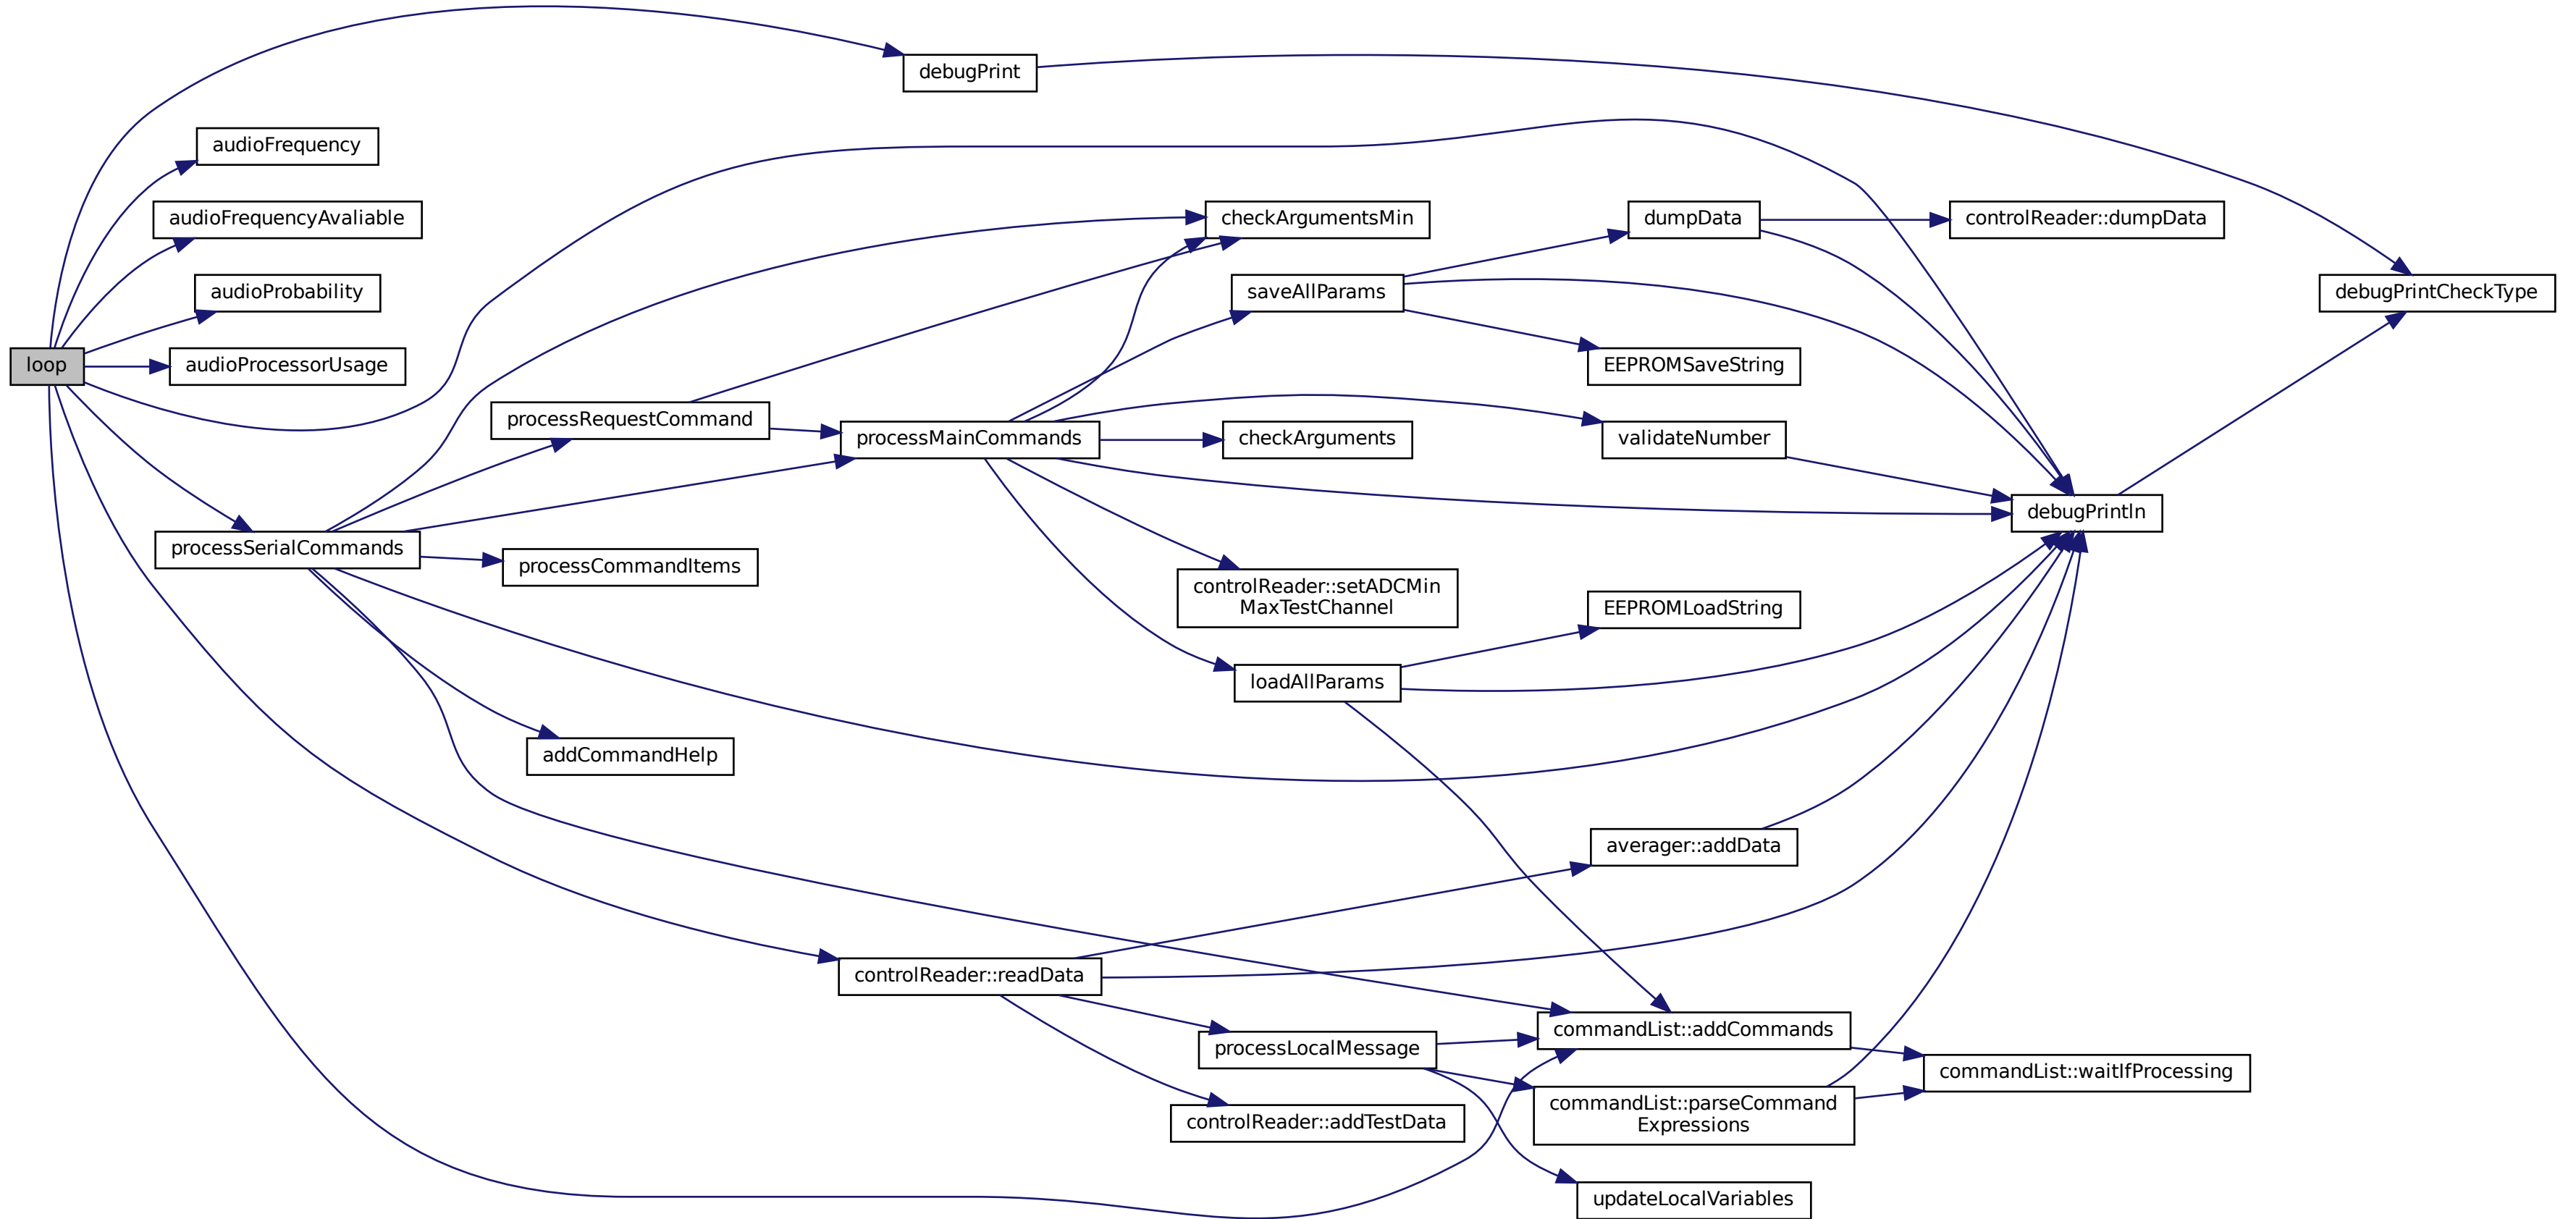 debugPrint
audioFrequency
audioFrequencyAvaliable
checkArgumentsMin
dumpData
controlReader::dumpData
audioProbability
saveAllParams
debugPrintCheckType
loop
audioProcessorUsage
EEPROMSaveString
processRequestCommand
processMainCommands
checkArguments
validateNumber
debugPrintln
processSerialCommands
processCommandItems
controlReader::setADCMin
MaxTestChannel
EEPROMLoadString
loadAllParams
addCommandHelp
averager::addData
controlReader::readData
commandList::addCommands
processLocalMessage
commandList::waitIfProcessing
commandList::parseCommand
Expressions
controlReader::addTestData
updateLocalVariables